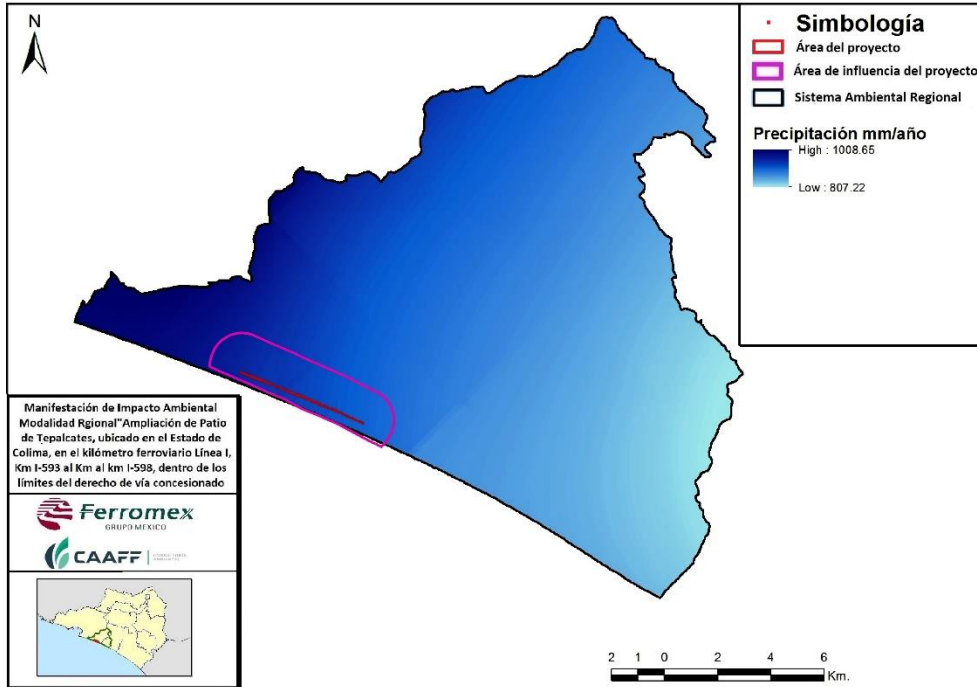 N
Simbología
Área del proyecto
Área de influencia del proyecto
Sistema Ambiental Regional
Precipitación mm/año
High : 1008.65
Low : 807.22
Manifestación de Impacto Ambiental
Modalidad Rgional"Ampliación de Patio
de Tepalcates, ubicado en el Estado de
Colima, en el kilómetro ferroviario Línea I,
Km I-593 al Km al km I-598, dentro de los
límites del derecho de vía concesionado
Ferromex
GRUPO MEXICO
CAAFF
2 1 0 2 4 6
Km.